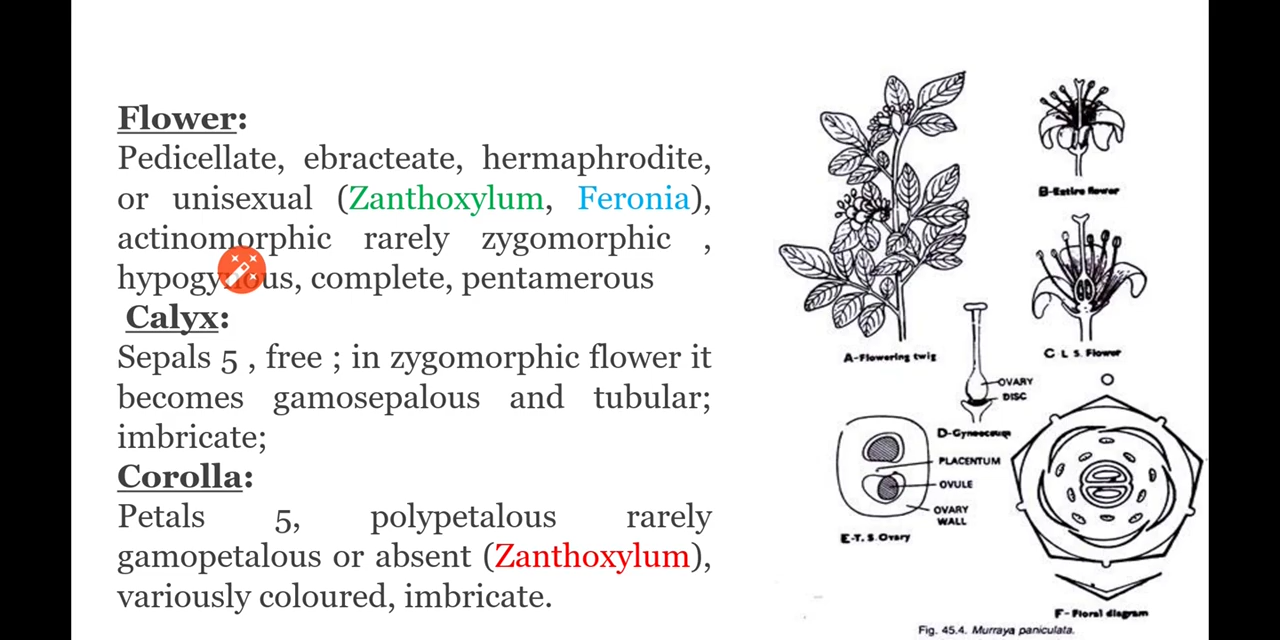 Flower:
Pedicellate, ebracteate, hermaphrodite,
or unisexual (Zanthoxylum, Feronia),
actinomorphic rarely zygomorphic ,
hypogynous, complete, pentamerous
Calyx:
Sepals 5 , free ; in zygomorphic flower it
becomes gamosepalous and tubular;
imbricate;
Corolla:
Petals 5, polypetalous rarely
gamopetalous or absent (Zanthoxylum),
variously coloured, imbricate.
A-Flowering twig
B-Entire flower
C L S. Flower
OVARY
DISC
D-Gynoecium
PLACENTUM
OVULE
OVARY
WALL
E-T. S. Ovary
F-Floral diagram
Fig. 45.4. Murraya paniculata.